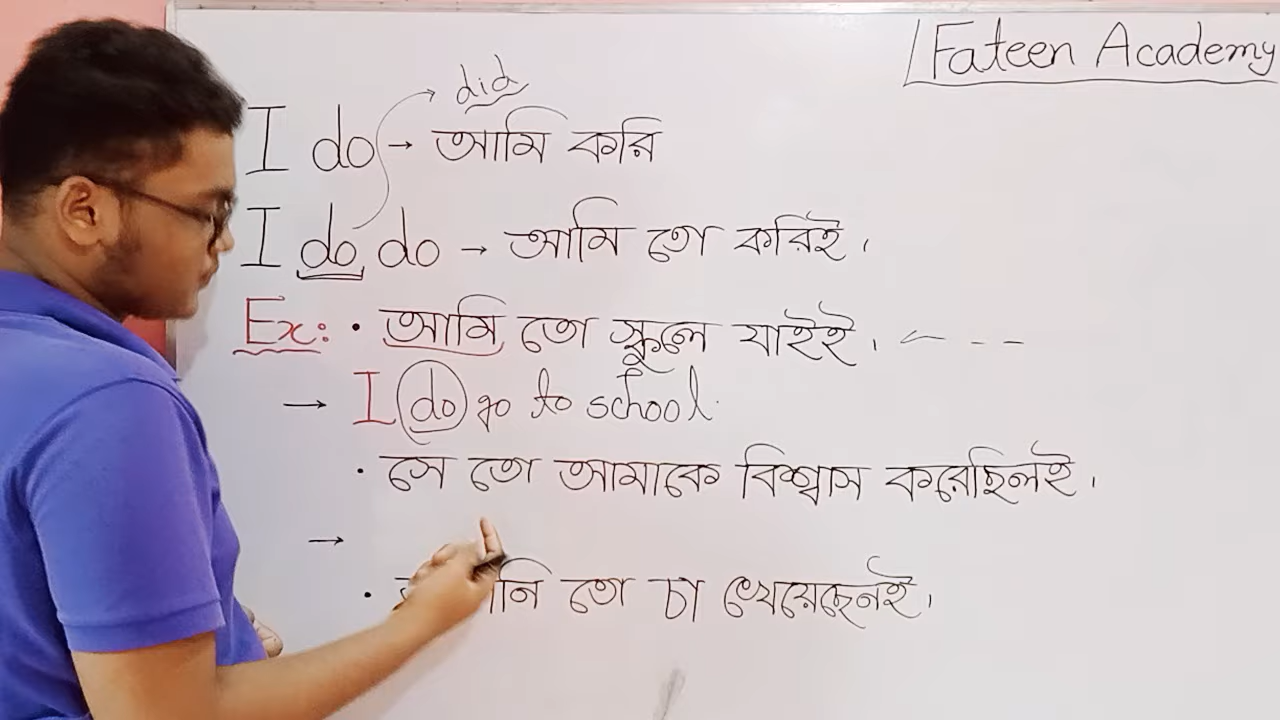 Fateen Academy
did
I do → আমি করি
I do do → আমি তো করিই।
Ex: • আমি তো স্কুলে যাইই। ← - - -
→ I do go to school.
• সে তো আমাকে বিশ্বাস করেছিলই।
→
• তো চা খেয়েছেনই।